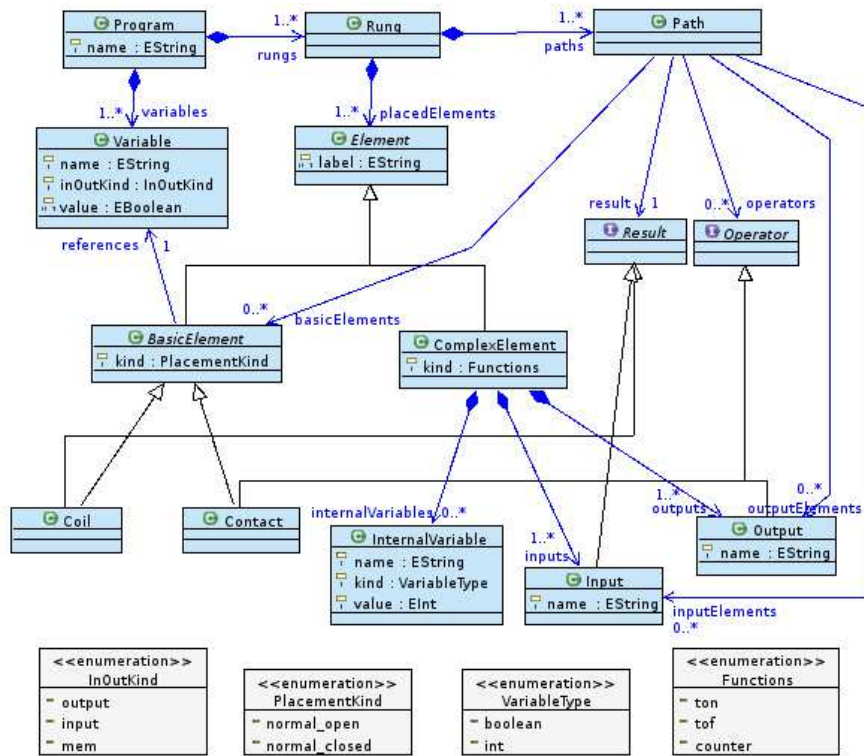 Program
name : EString
1..*
rungs
Rung
1..*
paths
Path
1..*
variables
1..*
placedElements
Variable
name : EString
inOutKind : InOutKind
value : EBoolean
Element
label : EString
references
1
result
1
0..*
operators
Result
Operator
0..*
basicElements
BasicElement
kind : PlacementKind
ComplexElement
kind : Functions
Coil
Contact
internalVariables
0..*
1..*
inputs
1..*
outputs
0..*
outputElements
InternalVariable
name : EString
kind : VariableType
value : EInt
Input
name : EString
Output
name : EString
inputElements
0..*
<<enumeration>>
InOutKind
output
input
mem
<<enumeration>>
PlacementKind
normal_open
normal_closed
<<enumeration>>
VariableType
boolean
int
<<enumeration>>
Functions
ton
tof
counter